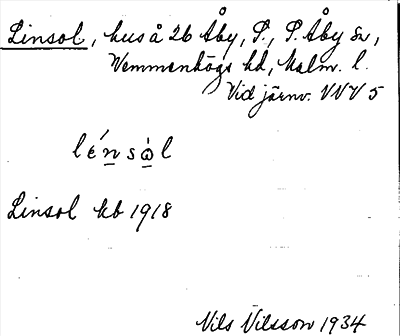 Linsol, hus å 26 Åby, S., S. Åby sn,
Vemmenhögs hd, Malm. l.
Vid järnv. VNV 5
lénsὼl
Linsol kb 1918
Nils Nilsson 1934